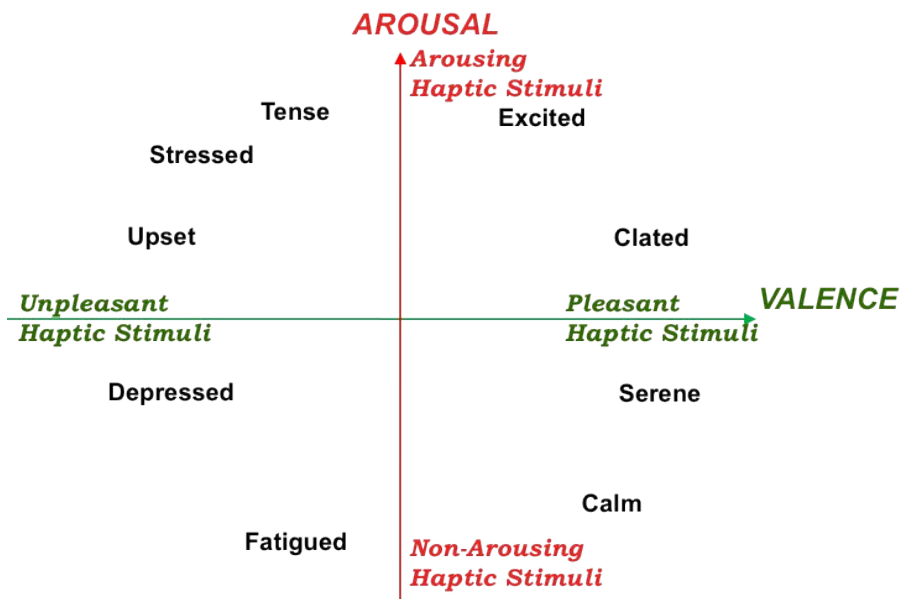 AROUSAL
Arousing
Haptic Stimuli
Tense
Excited
Stressed
Upset
Clated
Unpleasant
Haptic Stimuli
Pleasant
Haptic Stimuli
VALENCE
Depressed
Serene
Calm
Fatigued
Non-Arousing
Haptic Stimuli